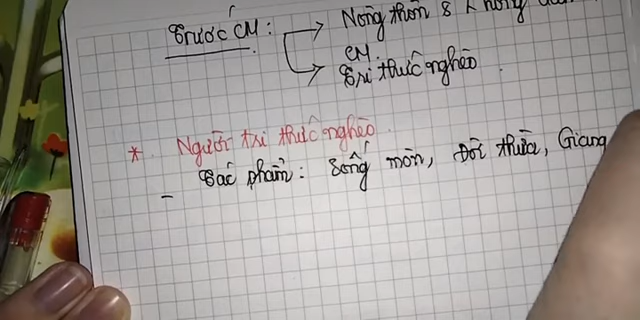 Trước CM: Nông thôn & không
CM.
Tri thức nghèo
* Người tri thức nghèo.
- Tác phẩm: Sống mòn, Đời thừa, Giăng